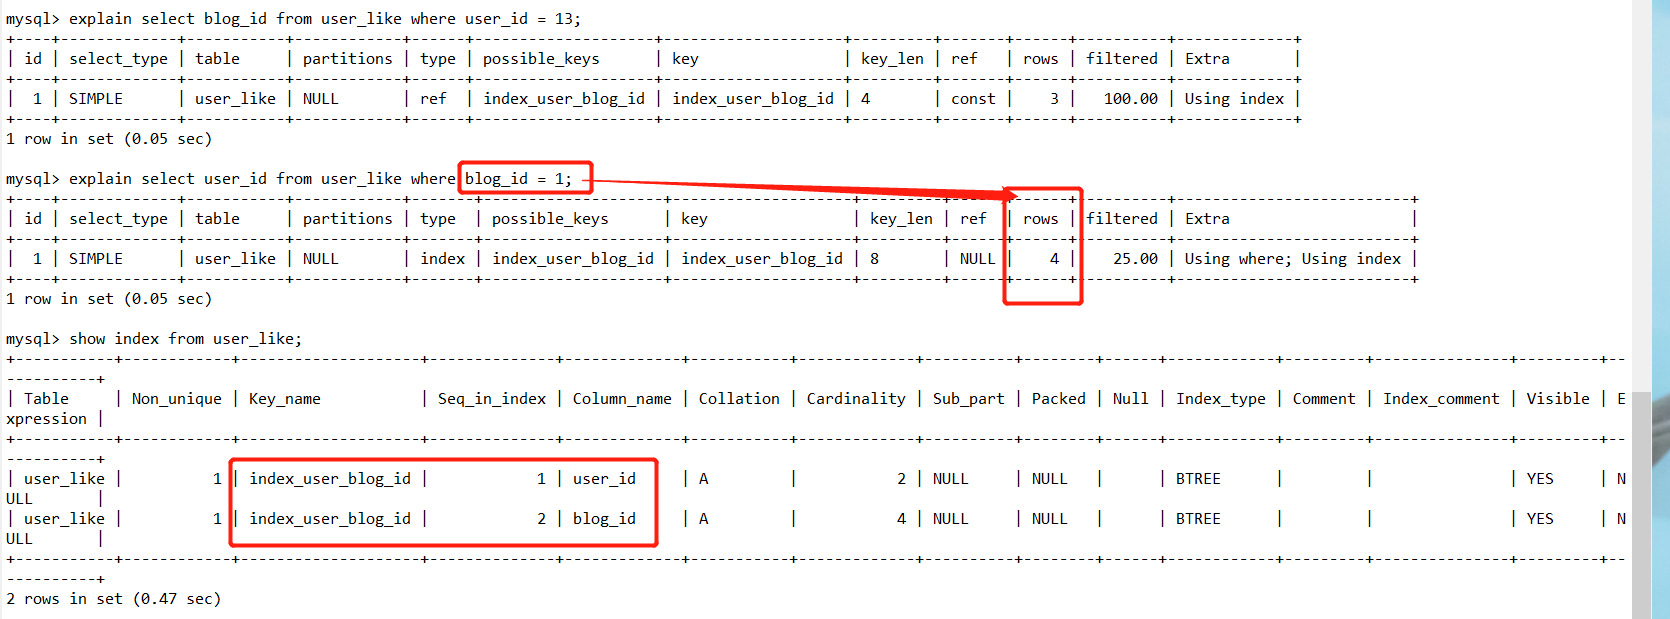 mysql> explain select blog_id from user_like where user_id = 13;
+----+-------------+-----------+------------+------+--------------------+--------------------+---------+-------+------+----------+-------------+
| id | select_type | table     | partitions | type | possible_keys      | key                | key_len | ref   | rows | filtered | Extra       |
+----+-------------+-----------+------------+------+--------------------+--------------------+---------+-------+------+----------+-------------+
|  1 | SIMPLE      | user_like | NULL       | ref  | index_user_blog_id | index_user_blog_id | 4       | const |    3 |   100.00 | Using index |
+----+-------------+-----------+------------+------+--------------------+--------------------+---------+-------+------+----------+-------------+
1 row in set (0.05 sec)
mysql> explain select user_id from user_like where blog_id = 1;
+----+-------------+-----------+------------+-------+--------------------+--------------------+---------+------+------+----------+--------------------------+
| id | select_type | table     | partitions | type  | possible_keys      | key                | key_len | ref  | rows | filtered | Extra                    |
+----+-------------+-----------+------------+-------+--------------------+--------------------+---------+------+------+----------+--------------------------+
|  1 | SIMPLE      | user_like | NULL       | index | index_user_blog_id | index_user_blog_id | 8       | NULL |    4 |    25.00 | Using where; Using index |
+----+-------------+-----------+------------+-------+--------------------+--------------------+---------+------+------+----------+--------------------------+
1 row in set (0.05 sec)
mysql> show index from user_like;
+-----------+------------+--------------------+--------------+-------------+-----------+-------------+----------+--------+------+------------+---------+---------------+---------+--
----------+
| Table     | Non_unique | Key_name           | Seq_in_index | Column_name | Collation | Cardinality | Sub_part | Packed | Null | Index_type | Comment | Index_comment | Visible | E
xpression |
+-----------+------------+--------------------+--------------+-------------+-----------+-------------+----------+--------+------+------------+---------+---------------+---------+--
----------+
| user_like |          1 | index_user_blog_id |            1 | user_id     | A         |           2 | NULL     | NULL   |      | BTREE      |         |               | YES     | N
ULL       |
| user_like |          1 | index_user_blog_id |            2 | blog_id     | A         |           4 | NULL     | NULL   |      | BTREE      |         |               | YES     | N
ULL       |
+-----------+------------+--------------------+--------------+-------------+-----------+-------------+----------+--------+------+------------+---------+---------------+---------+--
----------+
2 rows in set (0.47 sec)